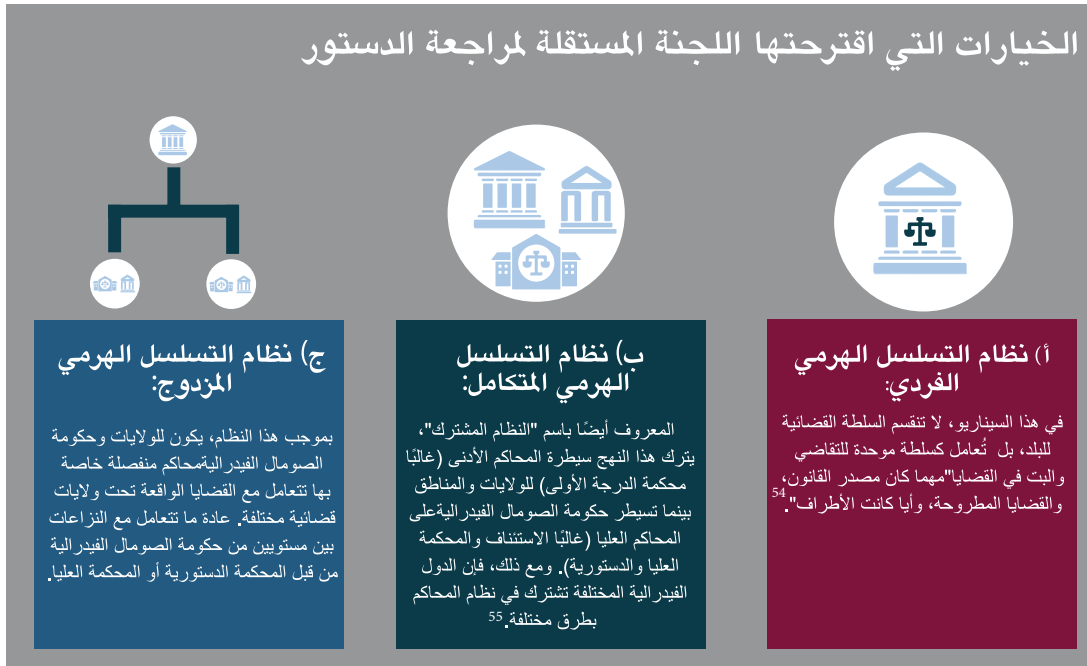 الخيارات التي اقترحتها اللجنة المستقلة لمراجعة الدستور
أ) نظام التسلسل الهرمي
الفردي:
في هذا السيناريو، لا تنقسم السلطة القضائية
للبلد، بل تُعامل كسلطة موحدة للتقاضي
والبت في القضايا"مهما كان مصدر القانون،
والقضايا المطروحة، وأيا كانت الأطراف".54
ب) نظام التسلسل
الهرمي المتكامل:
المعروف أيضًا باسم "النظام المشترك"،
يترك هذا النهج سيطرة المحاكم الأدنى (غالبًا
محكمة الدرجة الأولى) للولايات والمناطق
بينما تسيطر حكومة الصومال الفيدراليةعلى
المحاكم العليا (غالبًا الاستئناف والمحكمة
العليا والدستورية). ومع ذلك، فإن الدول
الفيدرالية المختلفة تشترك في نظام المحاكم
بطرق مختلفة.55
ج) نظام التسلسل الهرمي
المزدوج:
بموجب هذا النظام، يكون للولايات وحكومة
الصومال الفيدراليةمحاكم منفصلة خاصة
بها تتعامل مع القضايا الواقعة تحت ولايات
قضائية مختلفة. عادة ما تتعامل مع النزاعات
بين مستويين من حكومة الصومال الفيدرالية
من قبل المحكمة الدستورية أو المحكمة العليا.